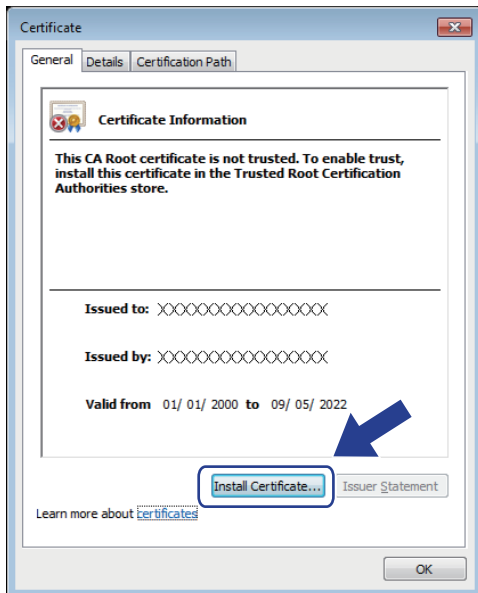 Certificate
General Details Certification Path
Certificate Information
This CA Root certificate is not trusted. To enable trust,
install this certificate in the Trusted Root Certification
Authorities store.
Issued to: XXXXXXXXXXXXXXXXX
Issued by: XXXXXXXXXXXXXXXXX
Valid from 01/ 01/ 2000 to 09/ 05/ 2022
Install Certificate... Issuer Statement
Learn more about certificates
OK